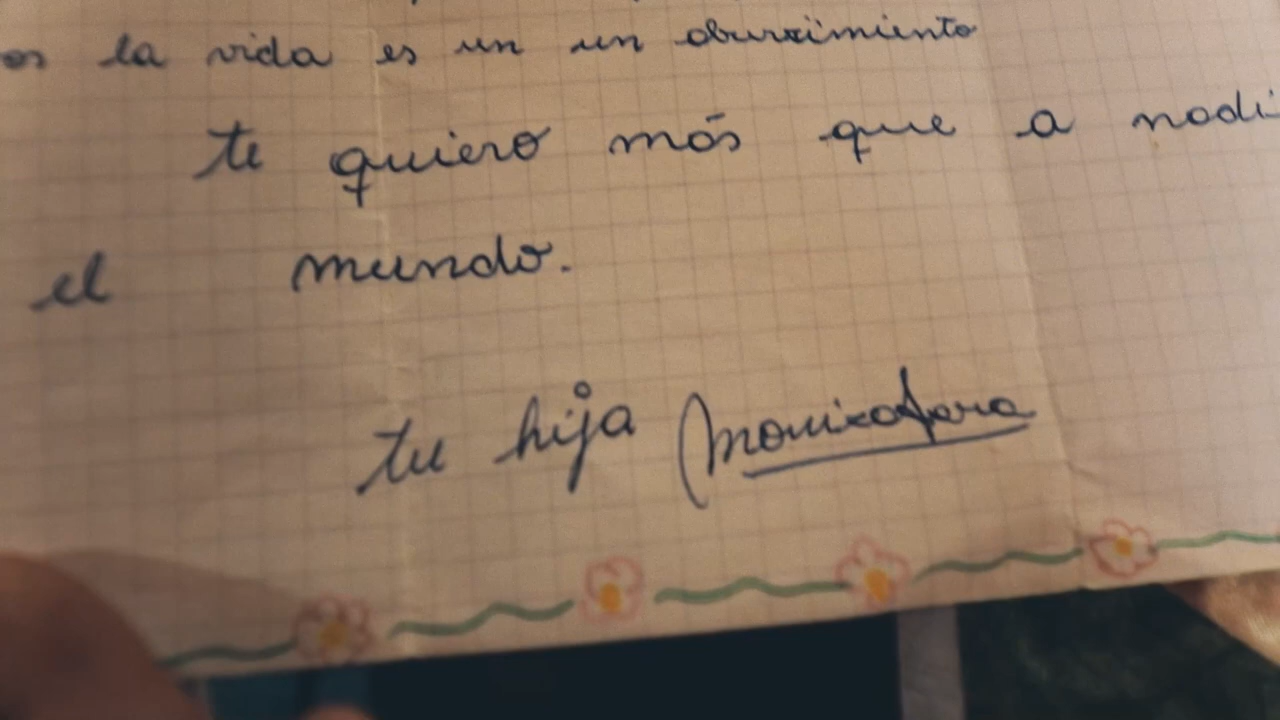 la vida es un un aburrimiento
te quiero más que a nadi
el mundo.
tu hija